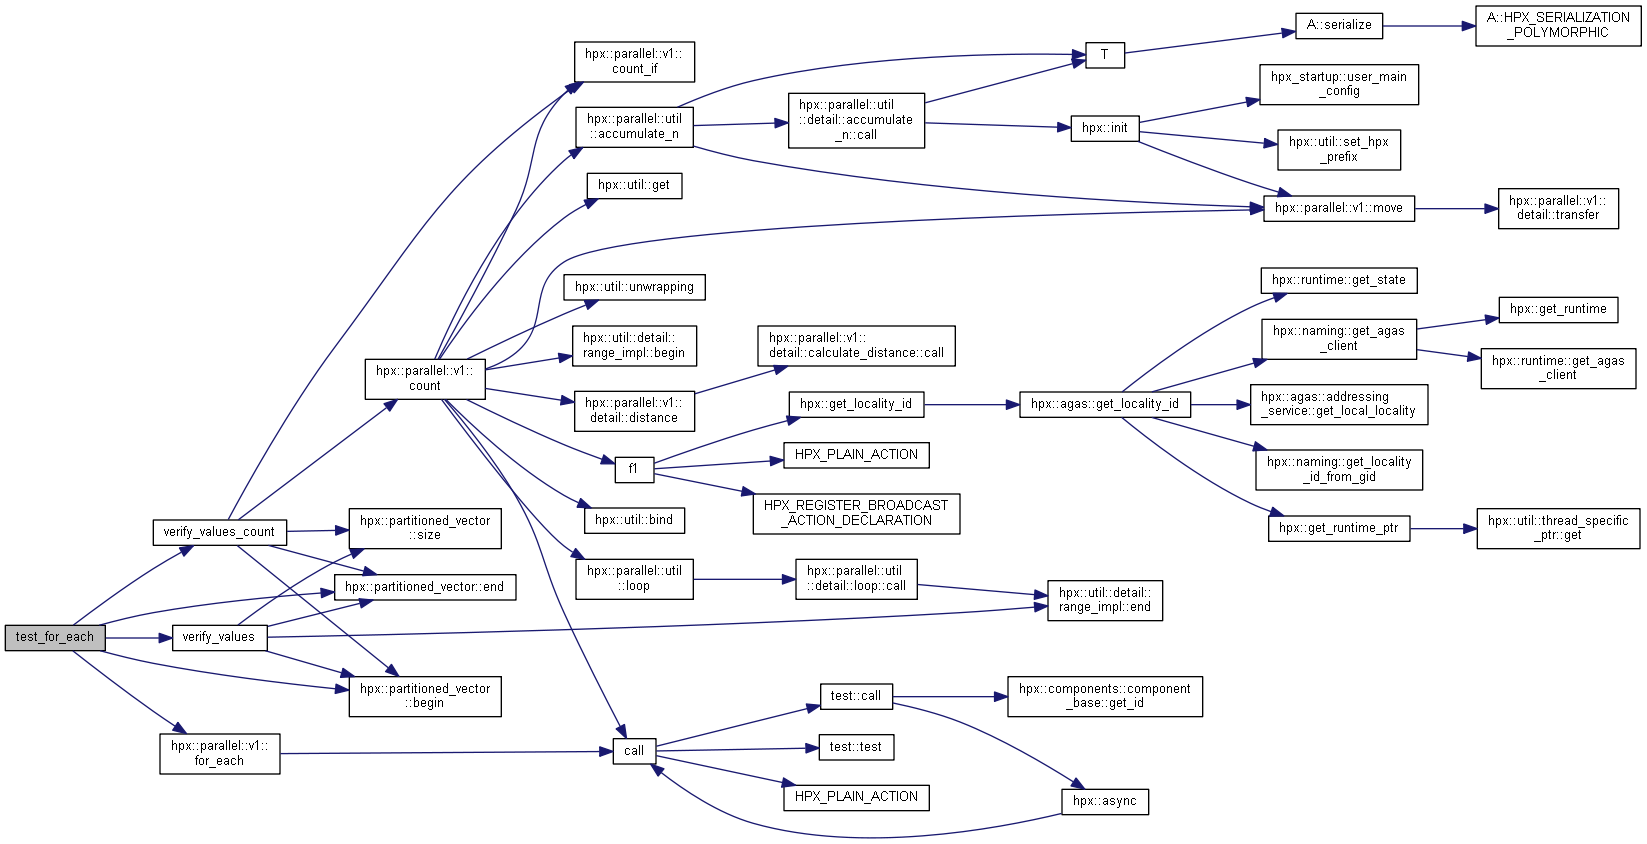 test_for_each
verify_values_count
verify_values
hpx::parallel::v1::
for_each
hpx::partitioned_vector
::size
hpx::partitioned_vector::end
hpx::partitioned_vector
::begin
hpx::parallel::v1::
count
hpx::parallel::v1::
count_if
hpx::parallel::util
::accumulate_n
hpx::util::get
hpx::util::unwrapping
hpx::util::detail::
range_impl::begin
hpx::parallel::v1::
detail::distance
f1
hpx::util::bind
hpx::parallel::util
::loop
call
hpx::parallel::util
::detail::accumulate
_n::call
hpx::parallel::v1::
detail::calculate_distance::call
hpx::get_locality_id
HPX_PLAIN_ACTION
HPX_REGISTER_BROADCAST
_ACTION_DECLARATION
hpx::parallel::util
::detail::loop::call
test::call
test::test
HPX_PLAIN_ACTION
T
hpx::init
hpx::agas::get_locality_id
hpx::util::detail::
range_impl::end
hpx::components::component
_base::get_id
hpx::async
A::serialize
hpx_startup::user_main
_config
hpx::util::set_hpx
_prefix
hpx::parallel::v1::move
hpx::runtime::get_state
hpx::naming::get_agas
_client
hpx::agas::addressing
_service::get_local_locality
hpx::naming::get_locality
_id_from_gid
hpx::get_runtime_ptr
A::HPX_SERIALIZATION
_POLYMORPHIC
hpx::parallel::v1::
detail::transfer
hpx::get_runtime
hpx::runtime::get_agas
_client
hpx::util::thread_specific
_ptr::get